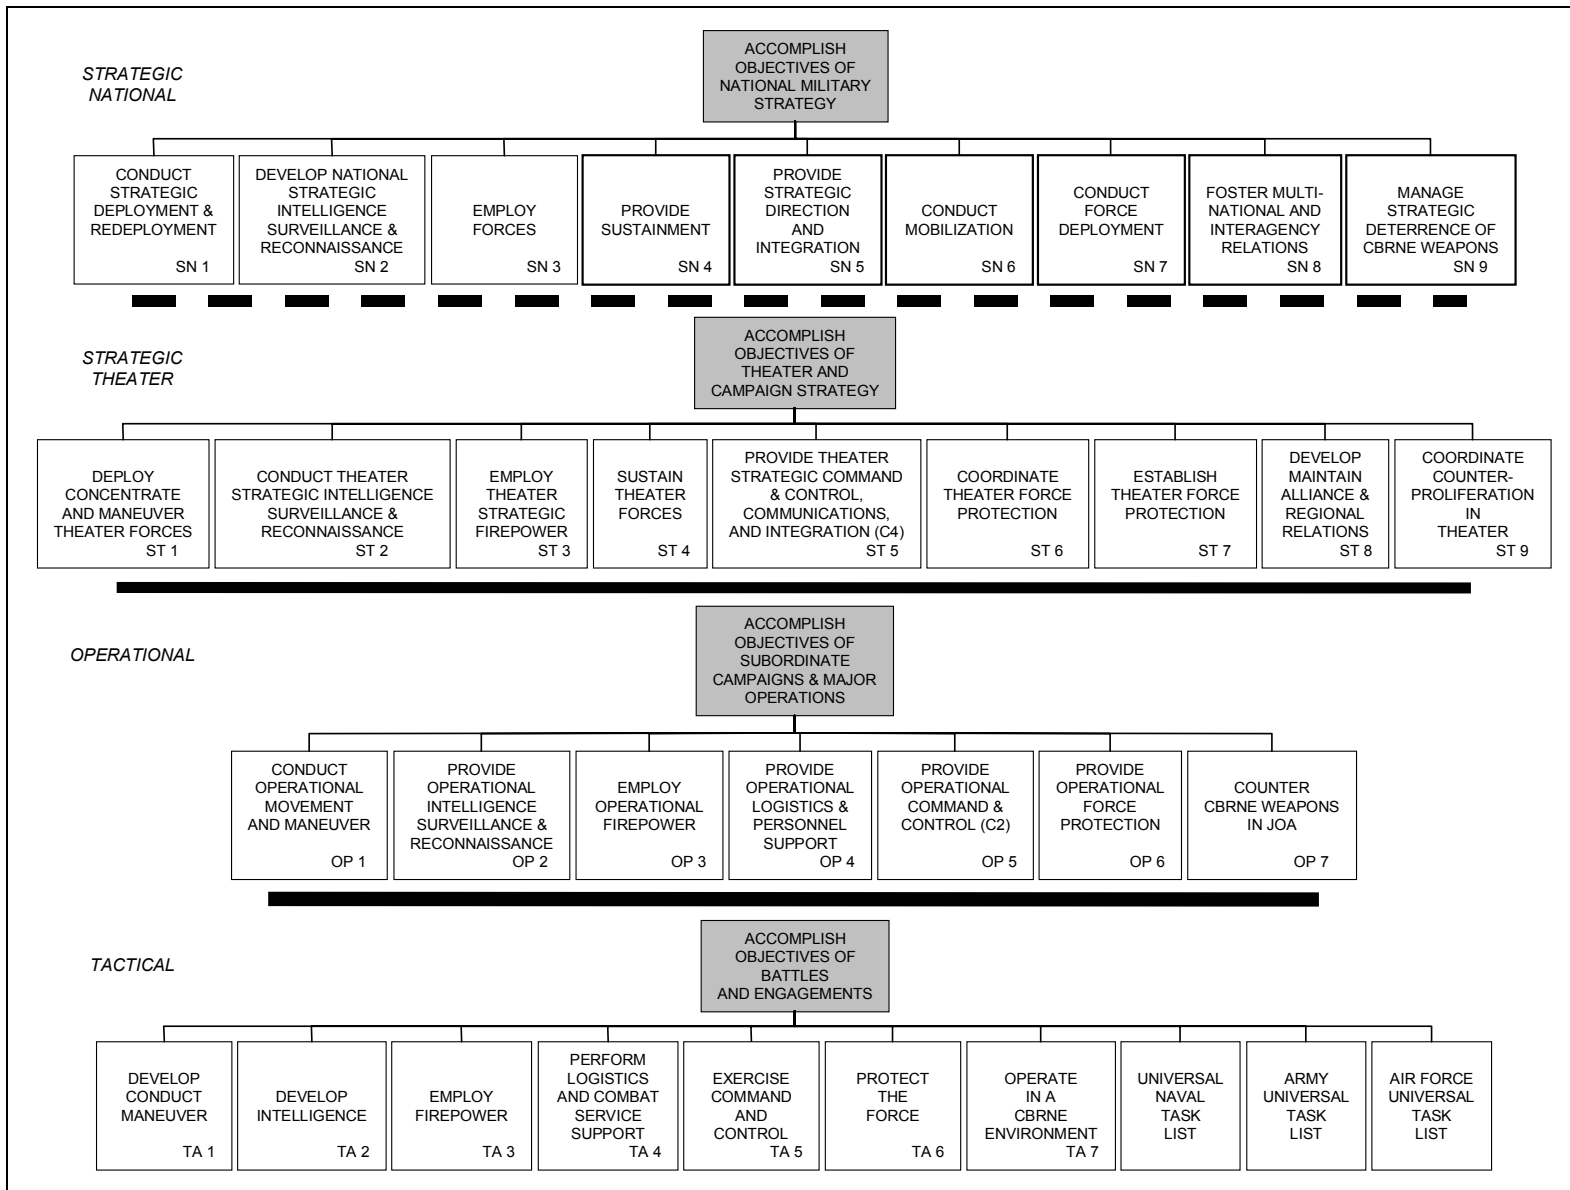 STRATEGIC
NATIONAL
ACCOMPLISH
OBJECTIVES OF
NATIONAL MILITARY
STRATEGY
CONDUCT
STRATEGIC
DEPLOYMENT &
REDEPLOYMENT
SN 1
DEVELOP NATIONAL
STRATEGIC
INTELLIGENCE
SURVEILLANCE &
RECONNAISSANCE
SN 2
EMPLOY
FORCES
SN 3
PROVIDE
SUSTAINMENT
SN 4
PROVIDE
STRATEGIC
DIRECTION
AND
INTEGRATION
SN 5
CONDUCT
MOBILIZATION
SN 6
CONDUCT
FORCE
DEPLOYMENT
SN 7
FOSTER MULTI-
NATIONAL AND
INTERAGENCY
RELATIONS
SN 8
MANAGE
STRATEGIC
DETERRENCE OF
CBRNE WEAPONS
SN 9
STRATEGIC
THEATER
ACCOMPLISH
OBJECTIVES OF
THEATER AND
CAMPAIGN STRATEGY
DEPLOY
CONCENTRATE
AND MANEUVER
THEATER FORCES
ST 1
CONDUCT THEATER
STRATEGIC INTELLIGENCE
SURVEILLANCE &
RECONNAISSANCE
ST 2
EMPLOY
THEATER
STRATEGIC
FIREPOWER
ST 3
SUSTAIN
THEATER
FORCES
ST 4
PROVIDE THEATER
STRATEGIC COMMAND
& CONTROL,
COMMUNICATIONS,
AND INTEGRATION (C4)
ST 5
COORDINATE
THEATER FORCE
PROTECTION
ST 6
ESTABLISH
THEATER FORCE
PROTECTION
ST 7
DEVELOP
MAINTAIN
ALLIANCE &
REGIONAL
RELATIONS
ST 8
COORDINATE
COUNTER-
PROLIFERATION
IN
THEATER
ST 9
OPERATIONAL
ACCOMPLISH
OBJECTIVES OF
SUBORDINATE
CAMPAIGNS & MAJOR
OPERATIONS
CONDUCT
OPERATIONAL
MOVEMENT
AND MANEUVER
OP 1
PROVIDE
OPERATIONAL
INTELLIGENCE
SURVEILLANCE &
RECONNAISSANCE
OP 2
EMPLOY
OPERATIONAL
FIREPOWER
OP 3
PROVIDE
OPERATIONAL
LOGISTICS &
PERSONNEL
SUPPORT
OP 4
PROVIDE
OPERATIONAL
COMMAND &
CONTROL (C2)
OP 5
PROVIDE
OPERATIONAL
FORCE
PROTECTION
OP 6
COUNTER
CBRNE WEAPONS
IN JOA
OP 7
TACTICAL
ACCOMPLISH
OBJECTIVES OF
BATTLES
AND ENGAGEMENTS
DEVELOP
CONDUCT
MANEUVER
TA 1
DEVELOP
INTELLIGENCE
TA 2
EMPLOY
FIREPOWER
TA 3
PERFORM
LOGISTICS
AND COMBAT
SERVICE
SUPPORT
TA 4
EXERCISE
COMMAND
AND
CONTROL
TA 5
PROTECT
THE
FORCE
TA 6
OPERATE
IN A
CBRNE
ENVIRONMENT
TA 7
UNIVERSAL
NAVAL
TASK
LIST
ARMY
UNIVERSAL
TASK
LIST
AIR FORCE
UNIVERSAL
TASK
LIST